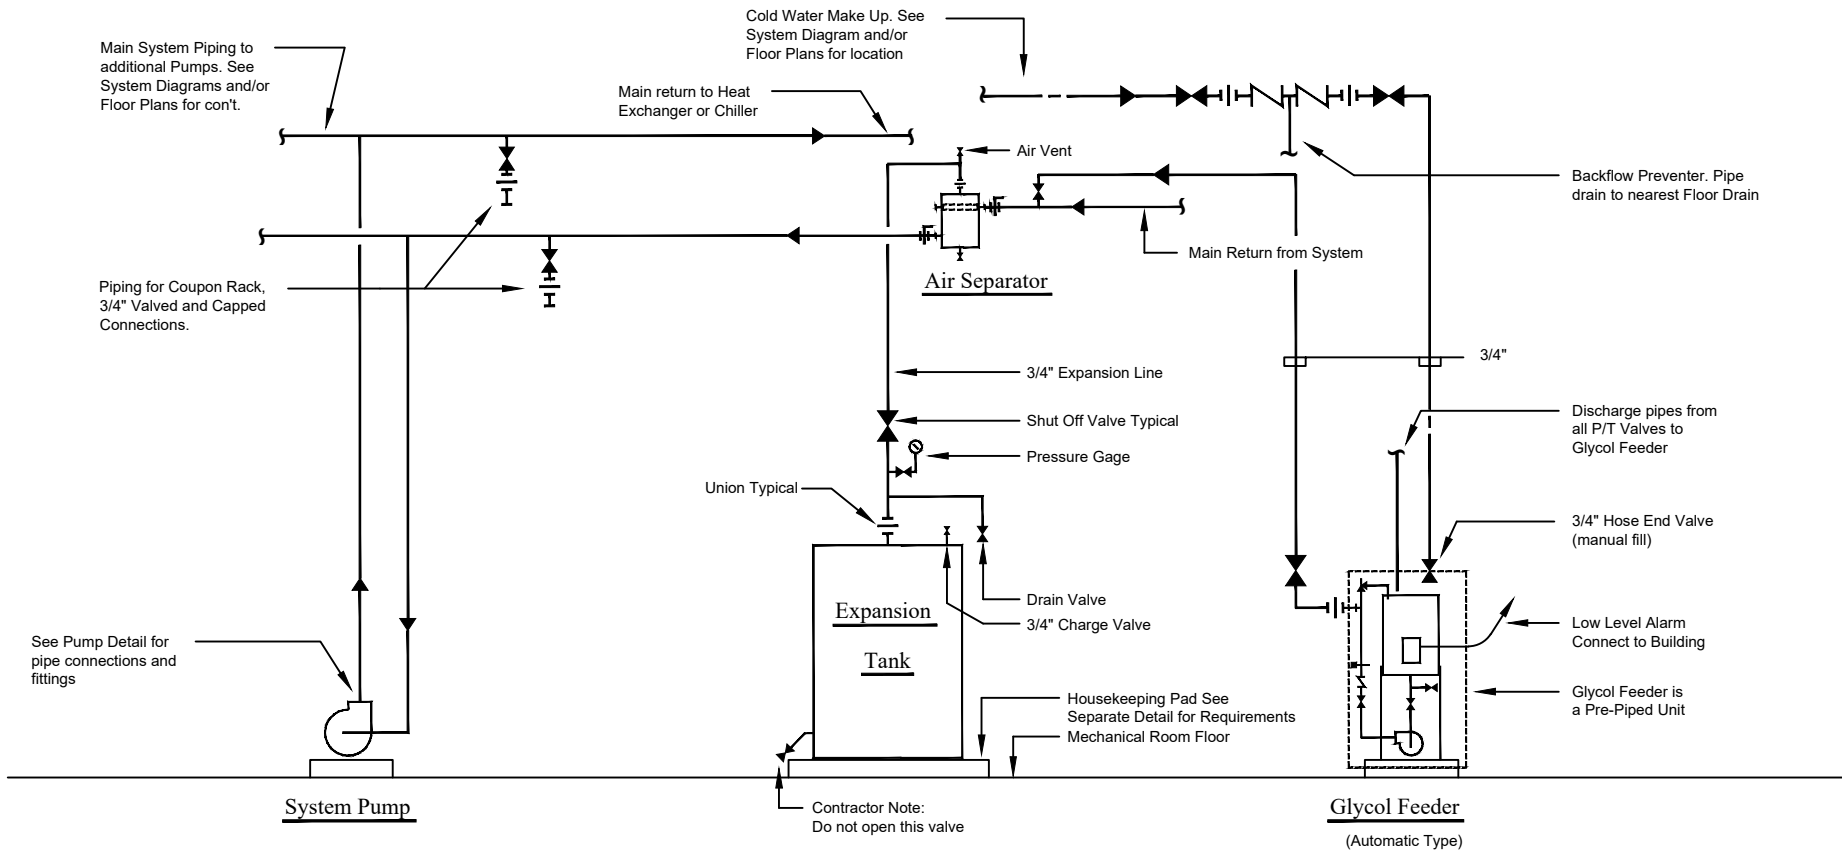 Cold Water Make Up. See
System Diagram and/or
Floor Plans for location
Main System Piping to
additional Pumps. See
System Diagrams and/or
Floor Plans for con't.
Main return to Heat
Exchanger or Chiller
Air Vent
Backflow Preventer. Pipe
drain to nearest Floor Drain
Main Return from System
Air Separator
Piping for Coupon Rack,
3/4" Valved and Capped
Connections.
3/4"
3/4" Expansion Line
Shut Off Valve Typical
Pressure Gage
Discharge pipes from
all P/T Valves to
Glycol Feeder
Union Typical
3/4" Hose End Valve
(manual fill)
Expansion
Tank
Drain Valve
3/4" Charge Valve
Low Level Alarm
Connect to Building
See Pump Detail for
pipe connections and
fittings
Glycol Feeder is
a Pre-Piped Unit
Housekeeping Pad See
Separate Detail for Requirements
Mechanical Room Floor
System Pump
Contractor Note:
Do not open this valve
Glycol Feeder
(Automatic Type)